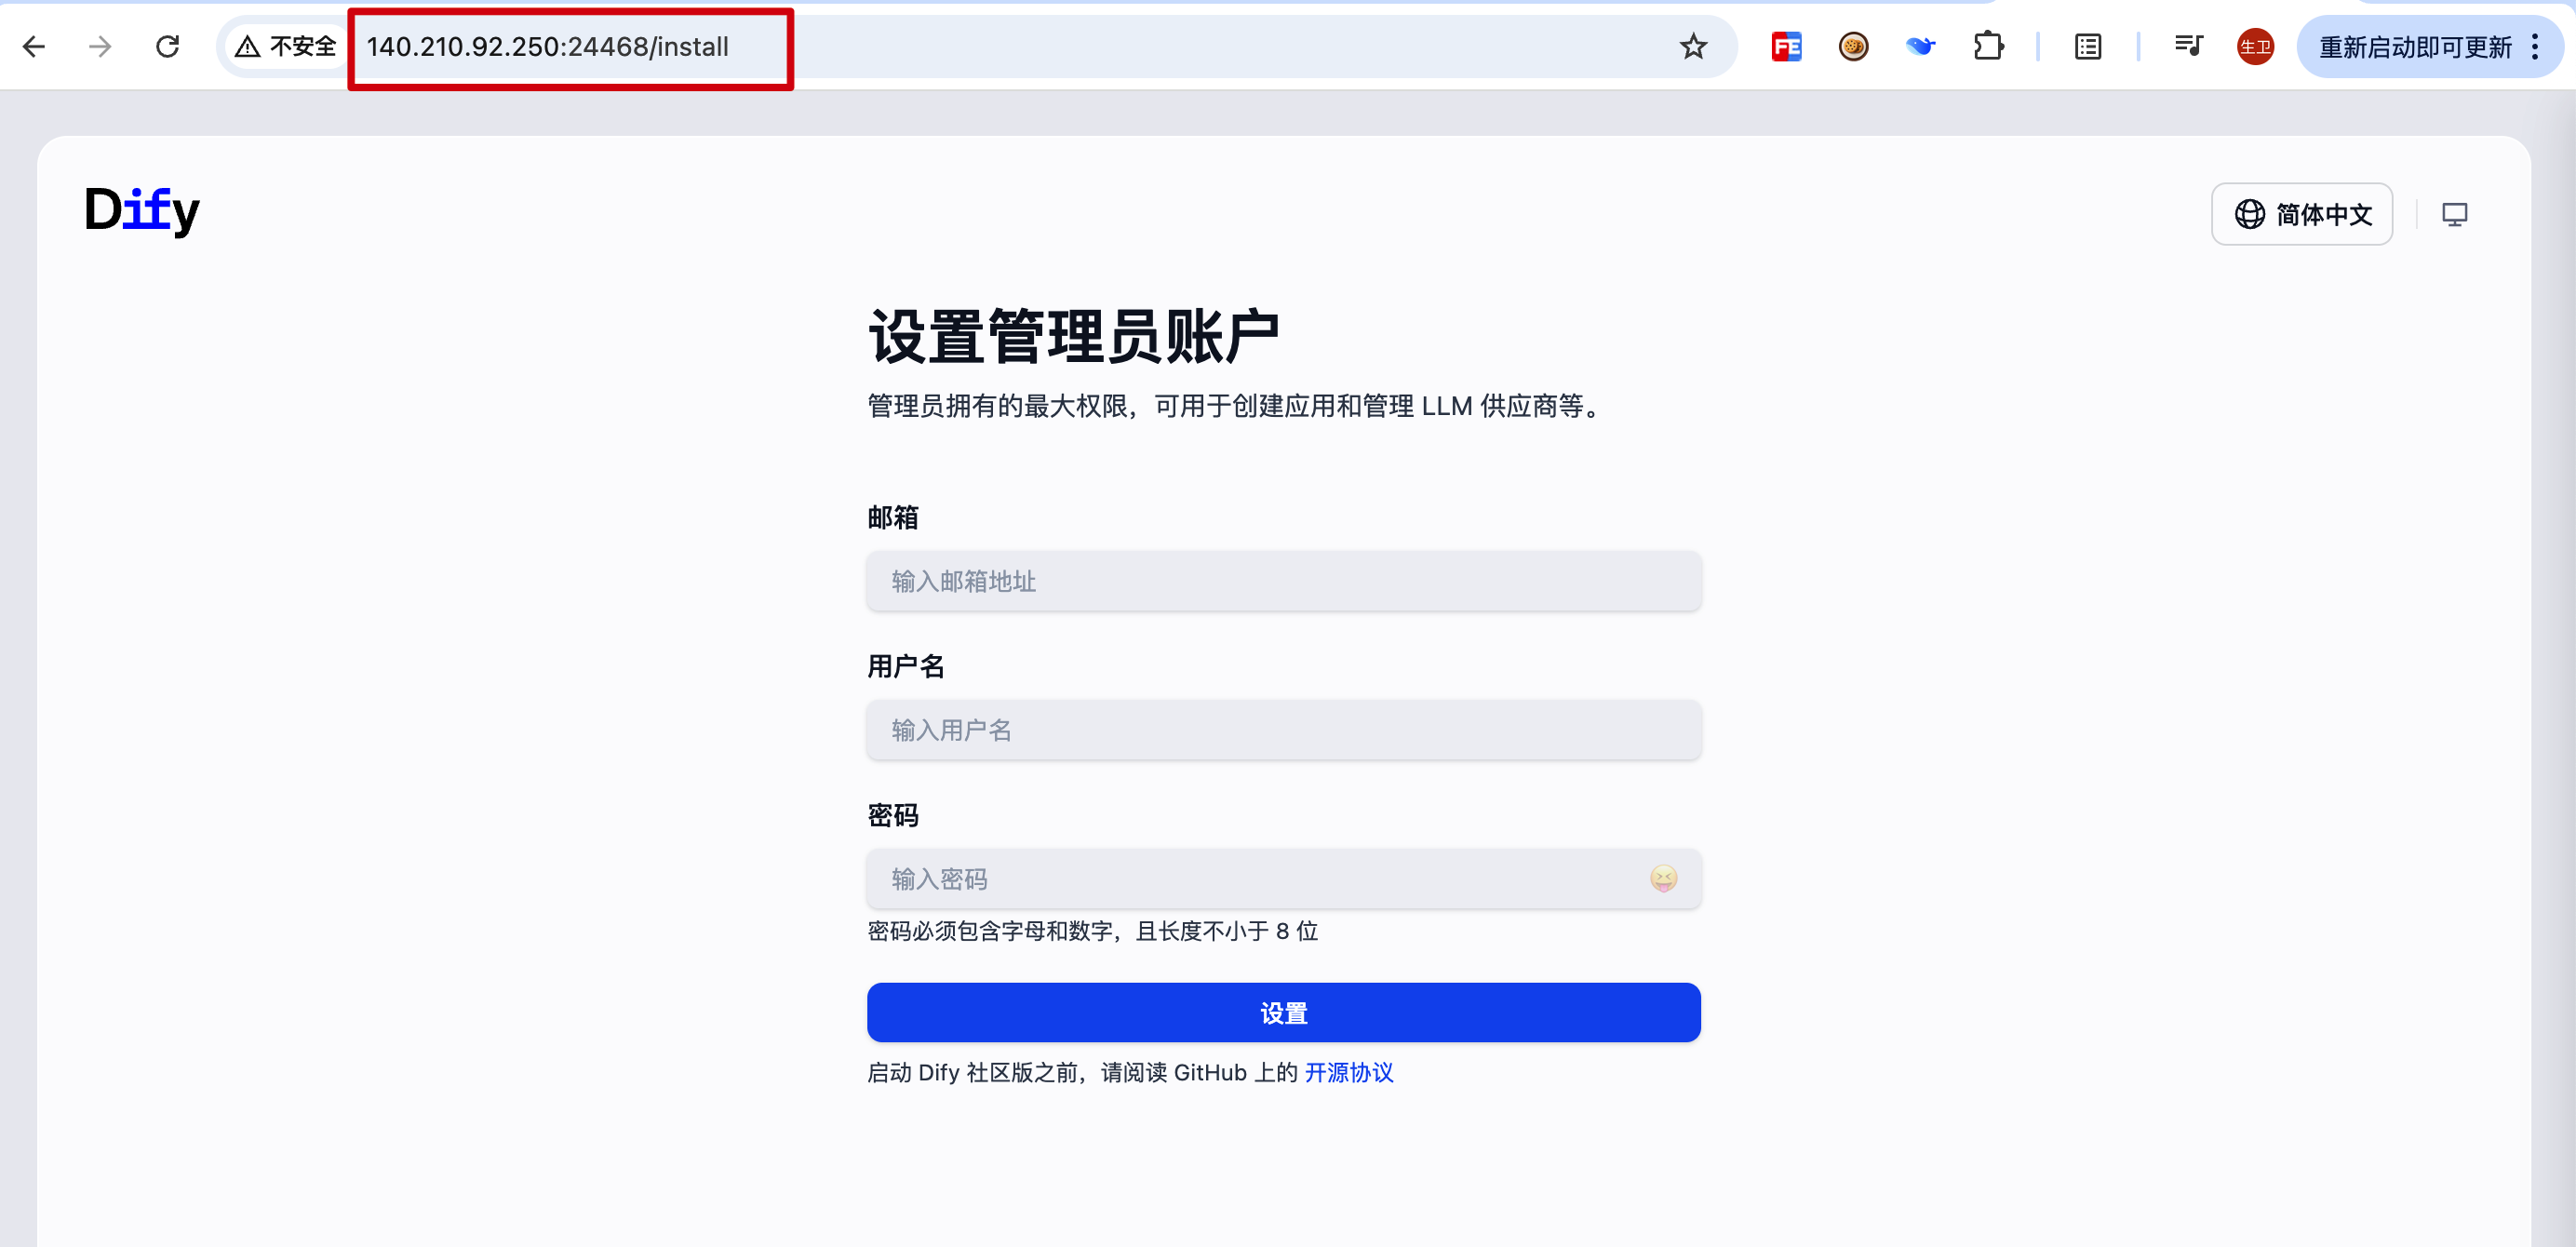 不安全 140.210.92.250:24468/install FE 生卫 重新启动即可更新
Dify 简体中文
设置管理员账户
管理员拥有的最大权限，可用于创建应用和管理 LLM 供应商等。
邮箱
输入邮箱地址
用户名
输入用户名
密码
输入密码
密码必须包含字母和数字，且长度不小于 8 位
设置
启动 Dify 社区版之前，请阅读 GitHub 上的 开源协议